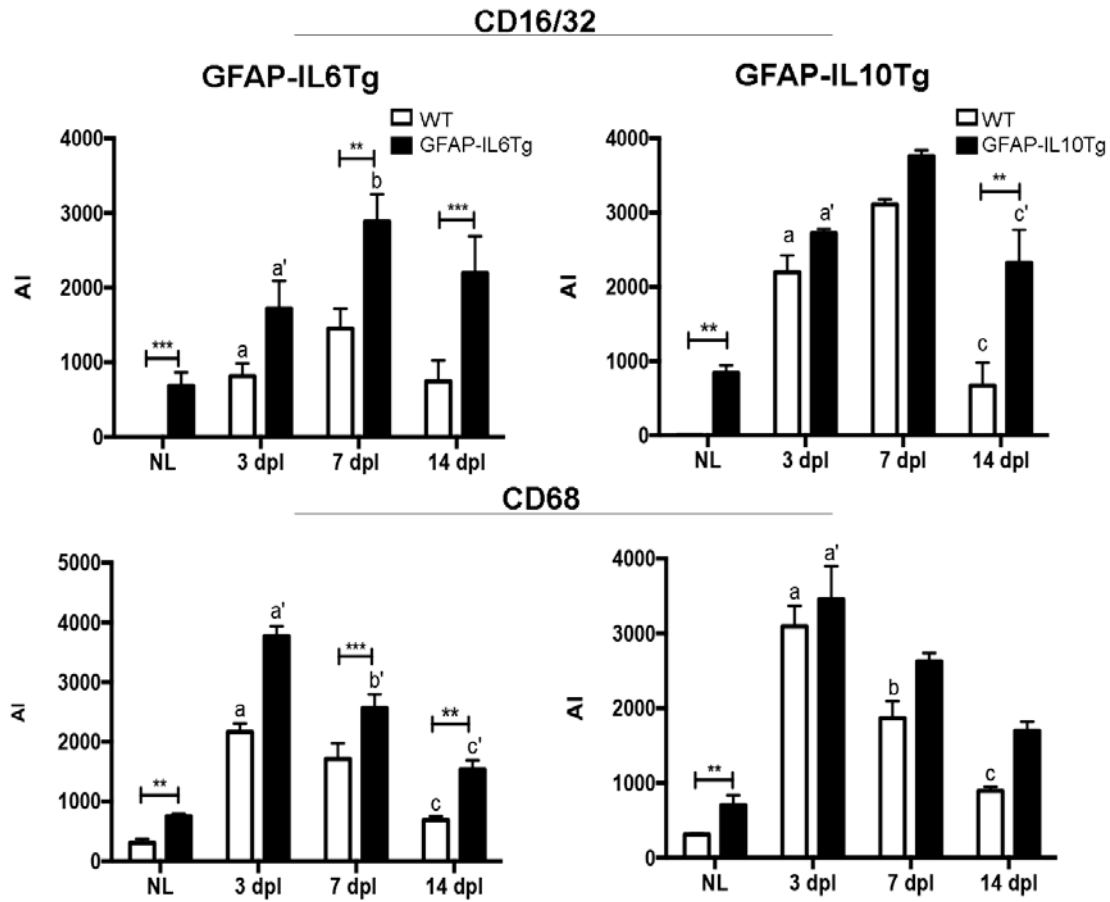 CD16/32
GFAP-IL6Tg
WT
GFAP-IL6Tg
AI
4000
3000
2000
1000
0
***
a
a'
**
b
***
NL 3 dpl 7 dpl 14 dpl
GFAP-IL10Tg
WT
GFAP-IL10Tg
AI
4000
3000
2000
1000
0
**
a
a'
**
c
c'
NL 3 dpl 7 dpl 14 dpl
CD68
AI
5000
4000
3000
2000
1000
0
**
a
a'
***
b'
**
c
c'
NL 3 dpl 7 dpl 14 dpl
AI
4000
3000
2000
1000
0
**
a
a'
b
c
NL 3 dpl 7 dpl 14 dpl